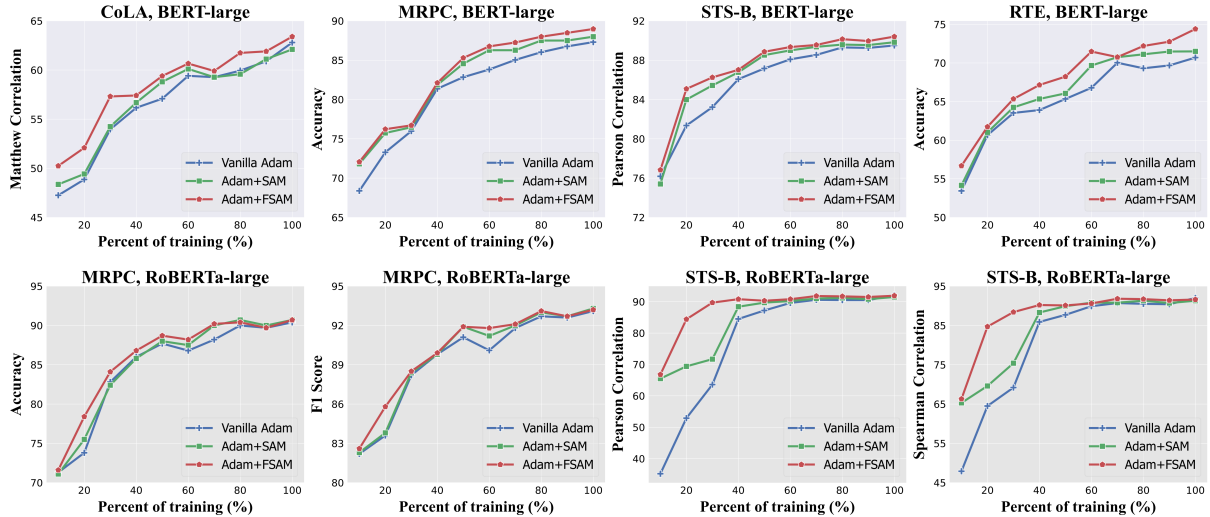 CoLA, BERT-large
Matthew Correlation
65
60
55
50
45
20
40
60
80
100
Vanilla Adam
Adam+SAM
Adam+FSAM
Percent of training (%)
MRPC, BERT-large
Accuracy
90
85
80
75
70
65
20
40
60
80
100
Vanilla Adam
Adam+SAM
Adam+FSAM
Percent of training (%)
STS-B, BERT-large
Pearson Correlation
92
88
84
80
76
72
20
40
60
80
100
Vanilla Adam
Adam+SAM
Adam+FSAM
Percent of training (%)
RTE, BERT-large
Accuracy
75
70
65
60
55
50
20
40
60
80
100
Vanilla Adam
Adam+SAM
Adam+FSAM
Percent of training (%)
MRPC, RoBERTa-large
Accuracy
95
90
85
80
75
70
20
40
60
80
100
Vanilla Adam
Adam+SAM
Adam+FSAM
Percent of training (%)
MRPC, RoBERTa-large
F1 Score
95
92
89
86
83
80
20
40
60
80
100
Vanilla Adam
Adam+SAM
Adam+FSAM
Percent of training (%)
STS-B, RoBERTa-large
Pearson Correlation
90
80
70
60
50
40
20
40
60
80
100
Vanilla Adam
Adam+SAM
Adam+FSAM
Percent of training (%)
STS-B, RoBERTa-large
Spearman Correlation
95
85
75
65
55
45
20
40
60
80
100
Vanilla Adam
Adam+SAM
Adam+FSAM
Percent of training (%)